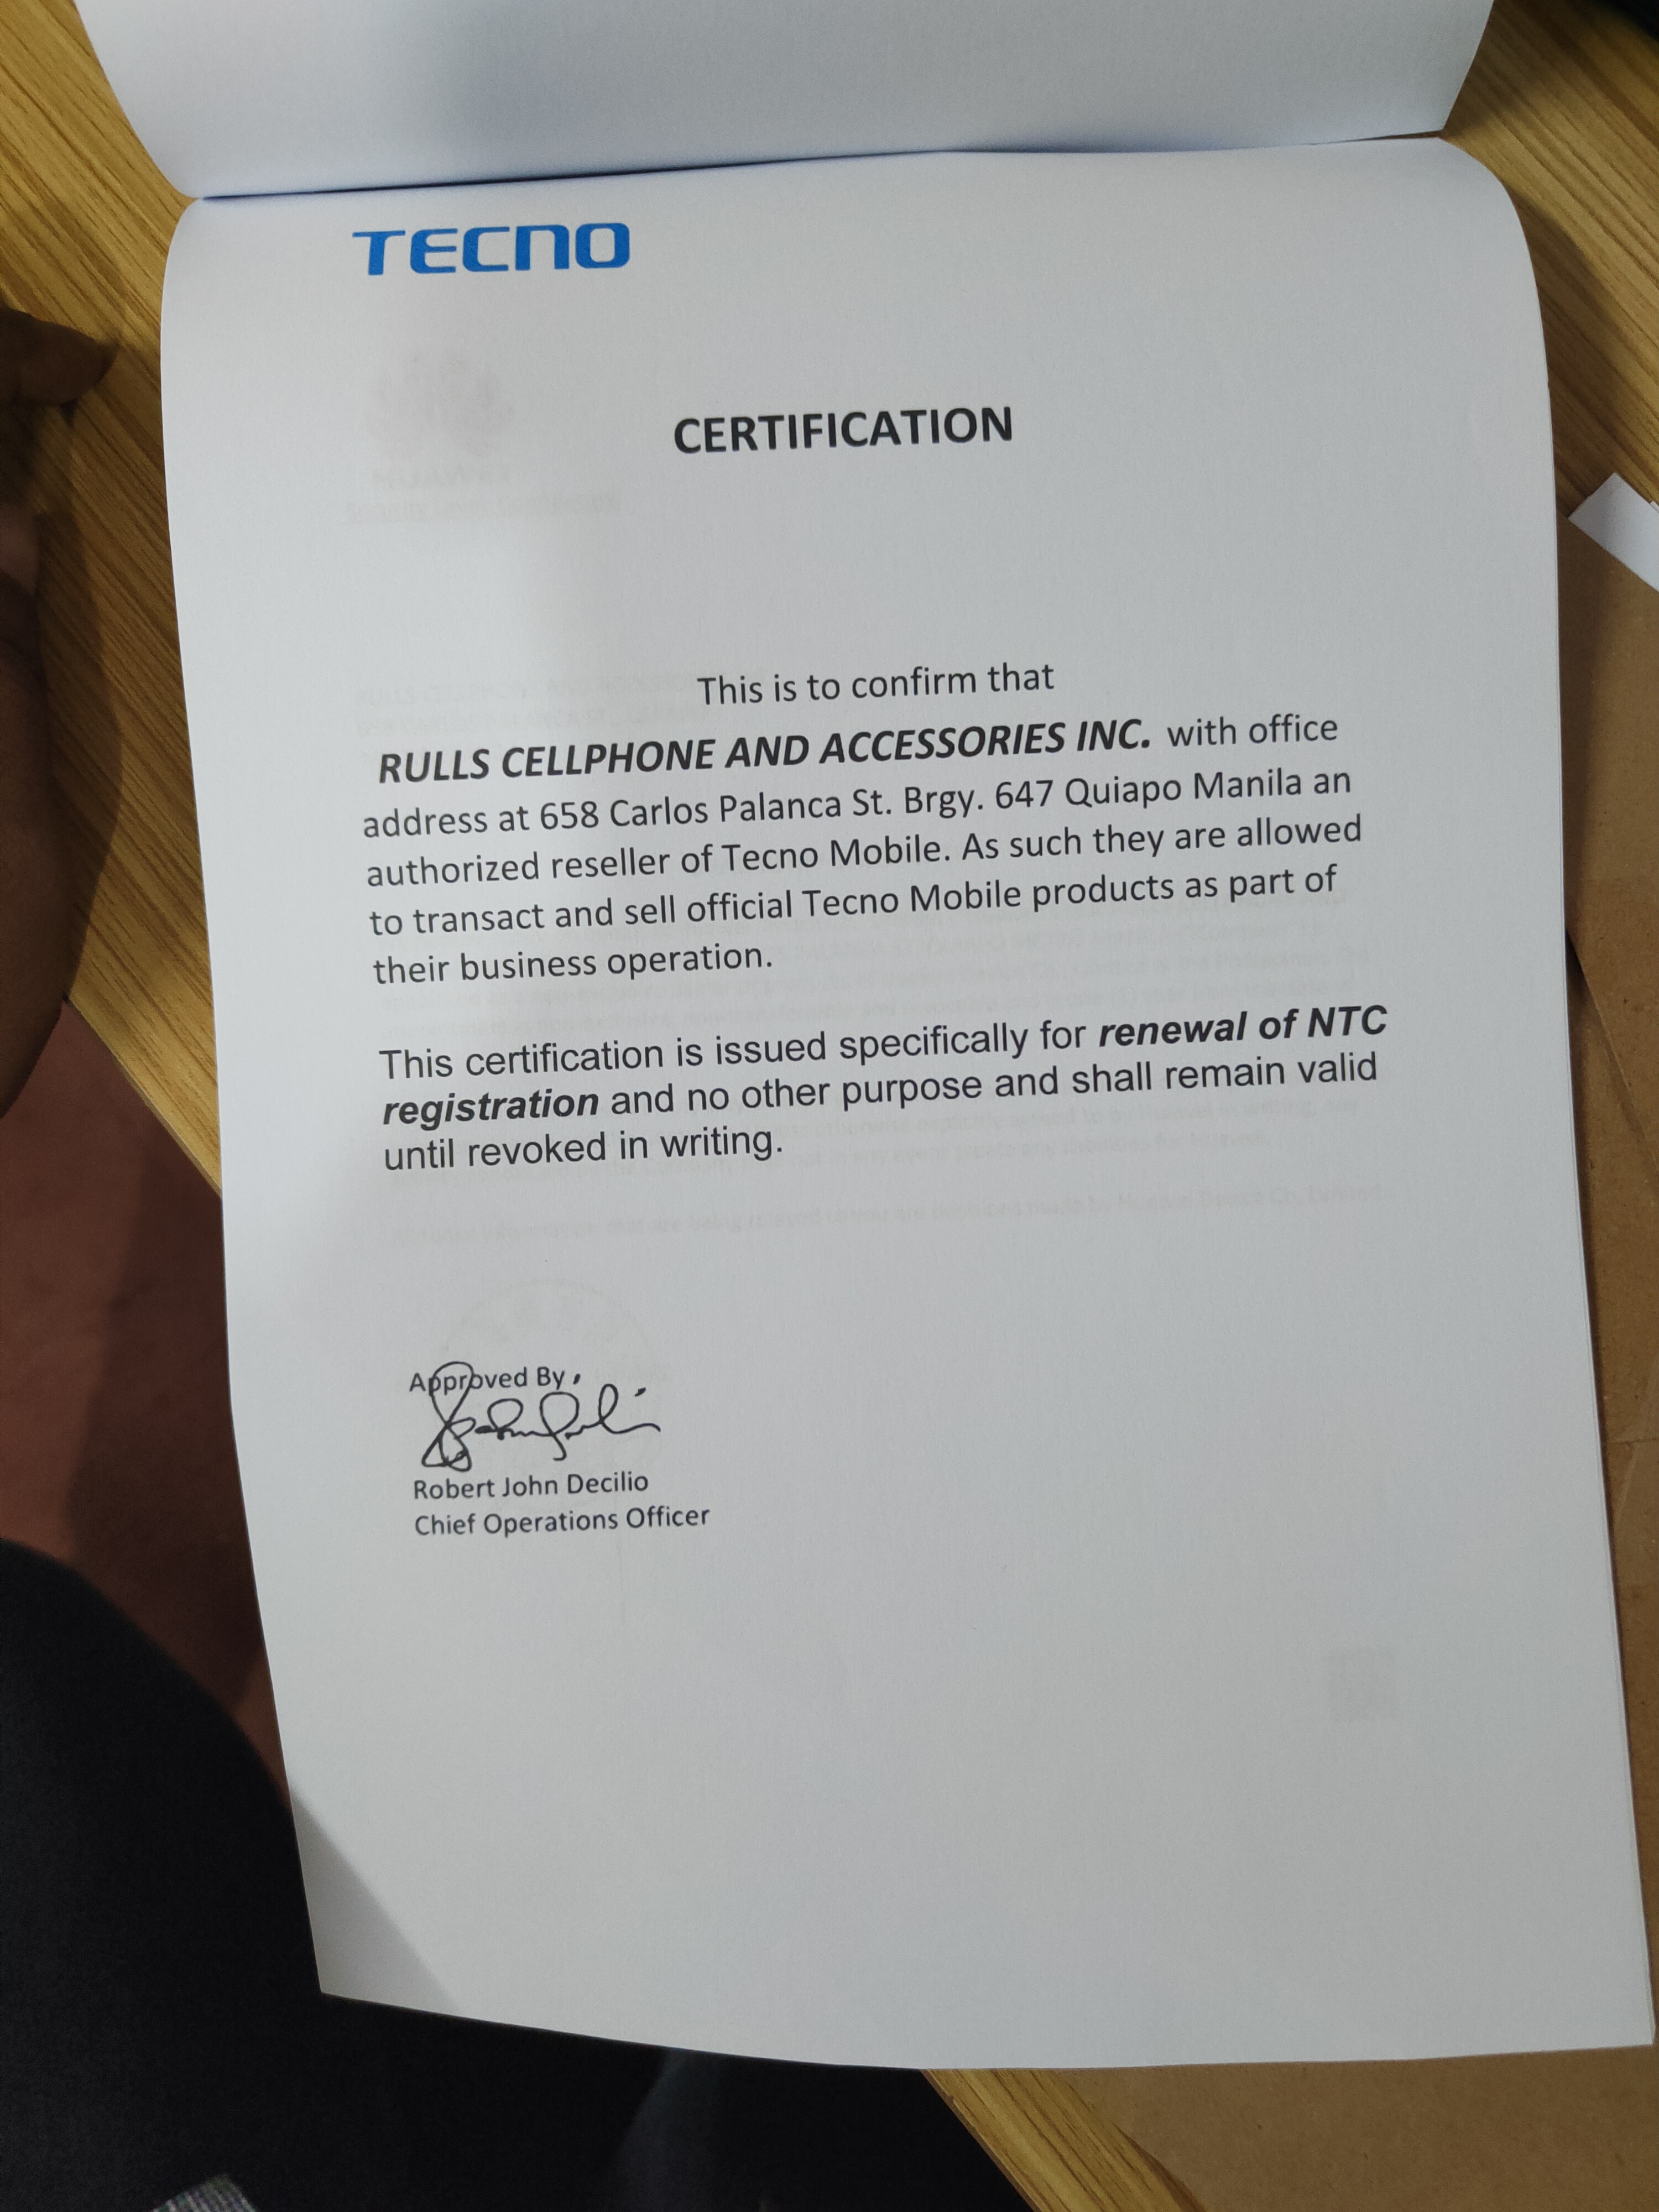 TECNO
CERTIFICATION
This is to confirm that
RULLS CELLPHONE AND ACCESSORIES INC. with office
address at 658 Carlos Palanca St. Brgy. 647 Quiapo Manila an
authorized reseller of Tecno Mobile. As such they are allowed
to transact and sell official Tecno Mobile products as part of
their business operation.
This certification is issued specifically for renewal of NTC
registration and no other purpose and shall remain valid
until revoked in writing.
Approved By,
Robert John Decilio
Chief Operations Officer